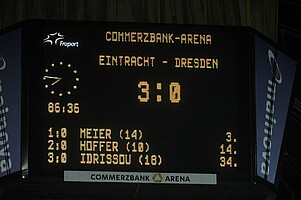 Fraport
COMMERZBANK-ARENA
EINTRACHT - DRESDEN
3:0
86:36
1:0 MEIER (14) 3.
2:0 HOFFER (10) 14.
3:0 IDRISSOU (18) 34.
COMMERZBANK ARENA
mainova